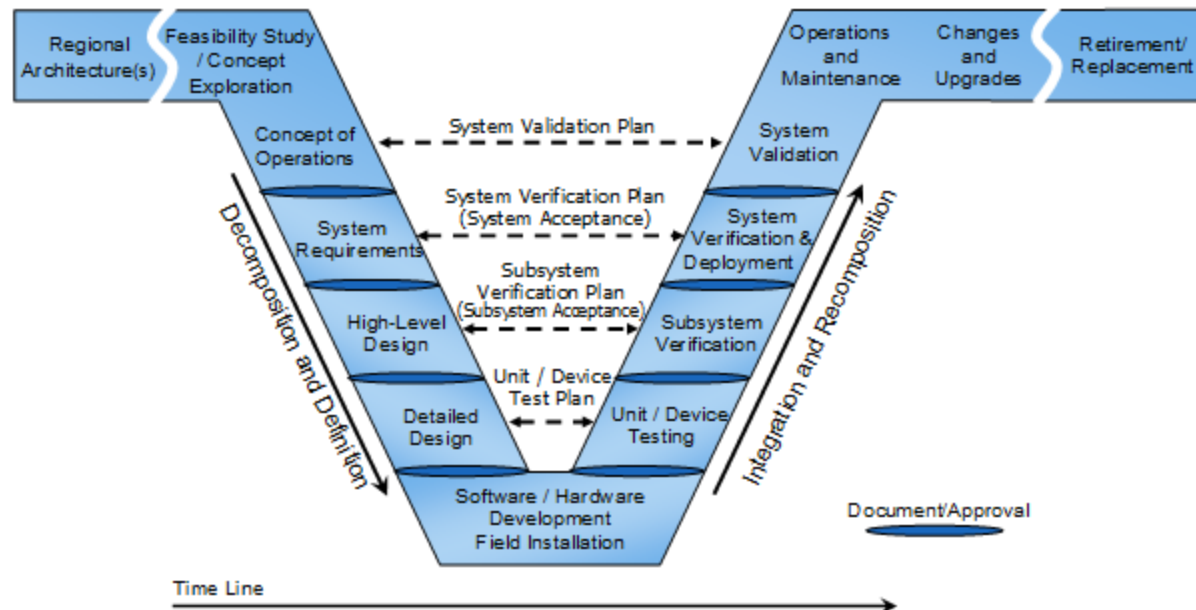 Regional
Architecture(s)
Feasibility Study
/ Concept
Exploration
Operations
and
Maintenance
Changes
and
Upgrades
Retirement/
Replacement
Concept of
Operations
System Validation Plan
System
Validation
System
Requirements
System Verification Plan
(System Acceptance)
System
Verification &
Deployment
High-Level
Design
Subsystem
Verification Plan
(Subsystem Acceptance)
Subsystem
Verification
Detailed
Design
Unit / Device
Test Plan
Unit / Device
Testing
Decomposition and Definition
Integration and Recomposition
Software / Hardware
Development
Field Installation
Document/Approval
Time Line